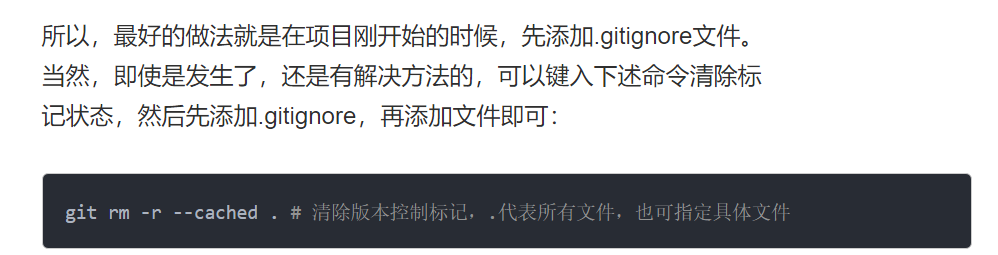 所以，最好的做法就是在项目刚开始的时候，先添加.gitignore文件。
当然，即使是发生了，还是有解决方法的，可以键入下述命令清除标
记状态，然后先添加.gitignore，再添加文件即可：
git rm -r --cached . # 清除版本控制标记，.代表所有文件，也可指定具体文件